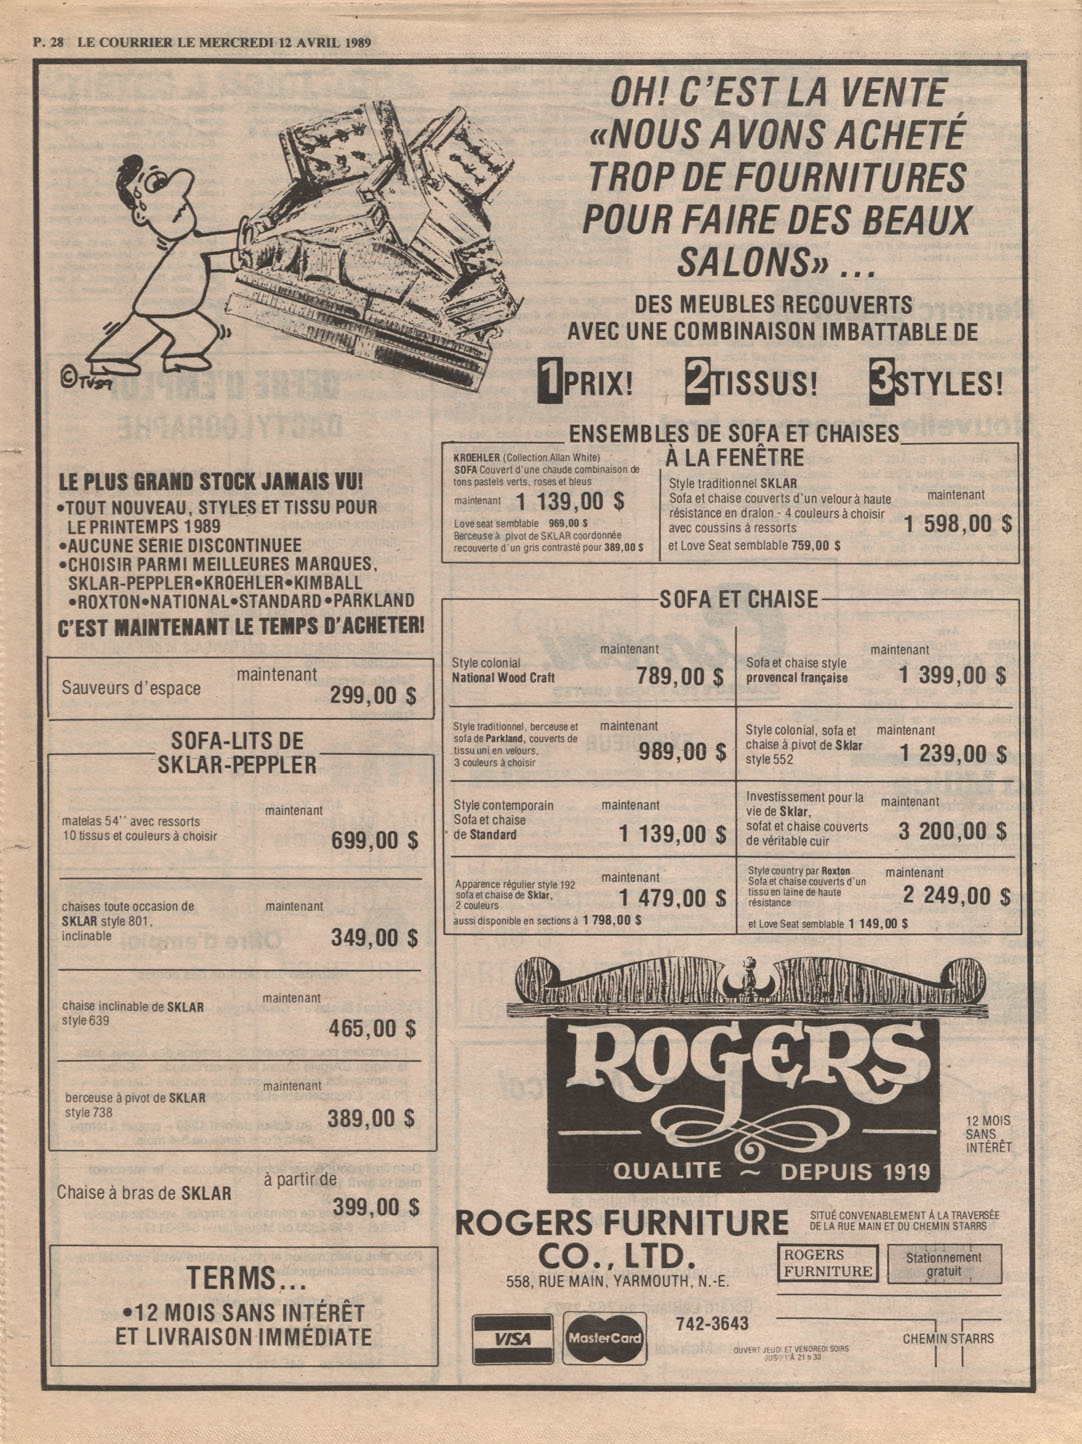 P. 28 LE COURRIER LE MERCREDI 12 AVRIL 1989
OH! C'EST LA VENTE
«NOUS AVONS ACHETÉ
TROP DE FOURNITURES
POUR FAIRE DES BEAUX
SALONS» ...
DES MEUBLES RECOUVERTS
AVEC UNE COMBINAISON IMBATTABLE DE
1PRIX! 2TISSUS! 3STYLES!
©TV89
LE PLUS GRAND STOCK JAMAIS VU!
•TOUT NOUVEAU, STYLES ET TISSU POUR
LE PRINTEMPS 1989
•AUCUNE SERIE DISCONTINUEE
•CHOISIR PARMI MEILLEURES MARQUES,
SKLAR-PEPPLER•KROEHLER•KIMBALL
•ROXTON•NATIONAL•STANDARD•PARKLAND
C'EST MAINTENANT LE TEMPS D'ACHETER!
Sauveurs d'espace
maintenant
299,00 $
SOFA-LITS DE
SKLAR-PEPPLER
matelas 54'' avec ressorts
10 tissus et couleurs à choisir
maintenant
699,00 $
chaises toute occasion de
SKLAR style 801,
inclinable
maintenant
349,00 $
chaise inclinable de SKLAR
style 639
maintenant
465,00 $
berceuse à pivot de SKLAR
style 738
maintenant
389,00 $
Chaise à bras de SKLAR
à partir de
399,00 $
TERMS...
•12 MOIS SANS INTÉRÊT
ET LIVRAISON IMMÉDIATE
ENSEMBLES DE SOFA ET CHAISES
À LA FENÊTRE
KROEHLER (Collection Allan White)
SOFA Couvert d'une chaude combinaison de
tons pastels verts, roses et bleus
maintenant 1 139,00 $
Love seat semblable 969,00 $
Berceuse à pivot de SKLAR coordonnée
recouverte d'un gris contrasté pour 389,00 $
Style traditionnel SKLAR
Sofa et chaise couverts d'un velour à haute
résistance en dralon - 4 couleurs à choisir
avec coussins à ressorts
et Love Seat semblable 759,00 $
maintenant
1 598,00 $
SOFA ET CHAISE
Style colonial
National Wood Craft
maintenant
789,00 $
Sofa et chaise style
provencal française
maintenant
1 399,00 $
Style traditionnel, berceuse et
sofa de Parkland, couverts de
tissu uni en velours,
3 couleurs à choisir
maintenant
989,00 $
Style colonial, sofa et
chaise à pivot de Sklar
style 552
maintenant
1 239,00 $
Style contemporain
Sofa et chaise
de Standard
maintenant
1 139,00 $
Investissement pour la
vie de Sklar,
sofat et chaise couverts
de véritable cuir
maintenant
3 200,00 $
Apparence régulier style 192
sofa et chaise de Sklar,
2 couleurs
aussi disponible en sections à 1 798,00 $
maintenant
1 479,00 $
Style country par Roxton
Sofa et chaise couverts d'un
tissu en laine de haute
résistance
et Love Seat semblable 1 149,00 $
maintenant
2 249,00 $
ROGERS
QUALITE ~ DEPUIS 1919
12 MOIS
SANS
INTÉRÊT
ROGERS FURNITURE
CO., LTD.
558, RUE MAIN, YARMOUTH, N.-E.
VISA
MasterCard
742-3643
OUVERT JEUDI ET VENDREDI SOIRS
JUSQU'À 21 h 30
SITUÉ CONVENABLEMENT À LA TRAVERSÉE
DE LA RUE MAIN ET DU CHEMIN STARRS
ROGERS
FURNITURE
Stationnement
gratuit
CHEMIN STARRS